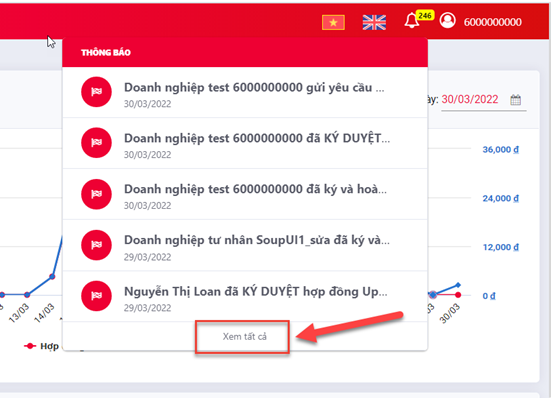 246
6000000000
THÔNG BÁO
Doanh nghiệp test 6000000000 gửi yêu cầu ...
30/03/2022
Doanh nghiệp test 6000000000 đã KÝ DUYỆT...
30/03/2022
Doanh nghiệp test 6000000000 đã ký và hoà...
30/03/2022
Doanh nghiệp tư nhân SoupUI1_sửa đã ký và...
29/03/2022
Nguyễn Thị Loan đã KÝ DUYỆT hợp đồng Up...
29/03/2022
Xem tất cả
ày: 30/03/2022
36,000 ₫
24,000 ₫
12,000 ₫
0 ₫
13/03
14/03
30/03
Hợp